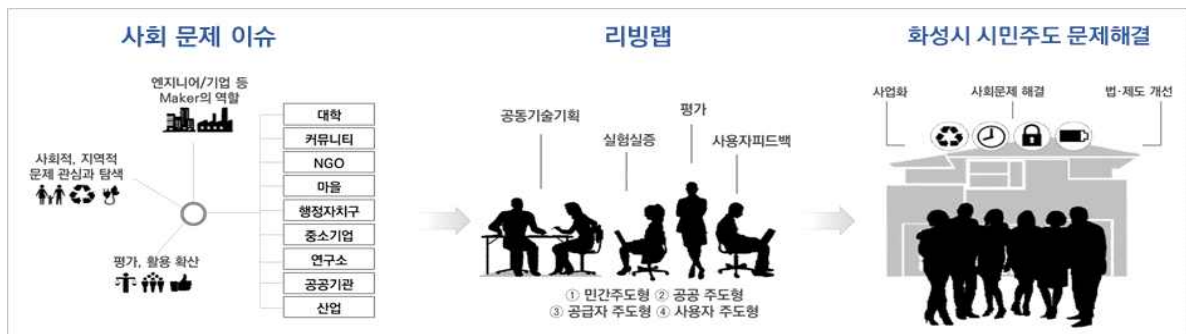 사회 문제 이슈
엔지니어/기업 등
Maker의 역할
사회적, 지역적
문제 관심과 탐색
평가, 활용 확산
대학
커뮤니티
NGO
마을
행정자치구
중소기업
연구소
공공기관
산업
리빙랩
공동기술기획
실험실증
평가
사용자피드백
① 민간주도형 ② 공공 주도형
③ 공급자 주도형 ④ 사용자 주도형
화성시 시민주도 문제해결
사업화
사회문제 해결
법·제도 개선